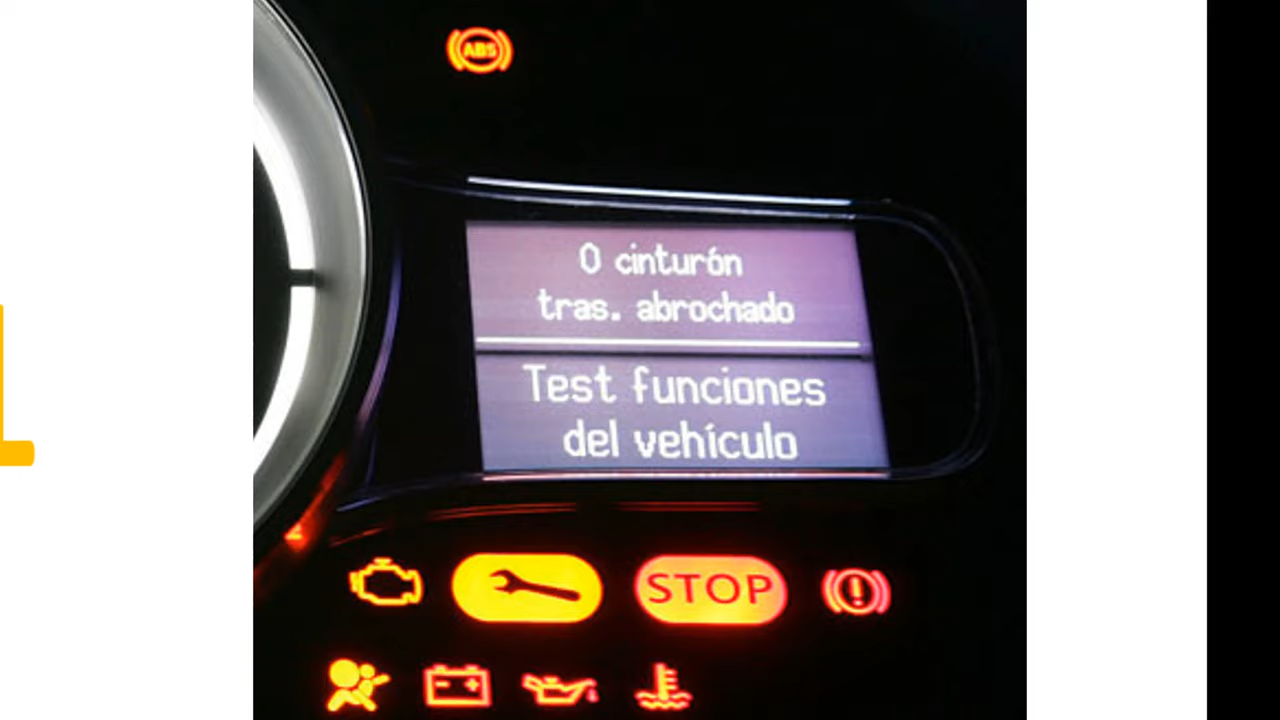 ABS
0 cinturón
tras. abrochado
Test funciones
del vehículo
STOP